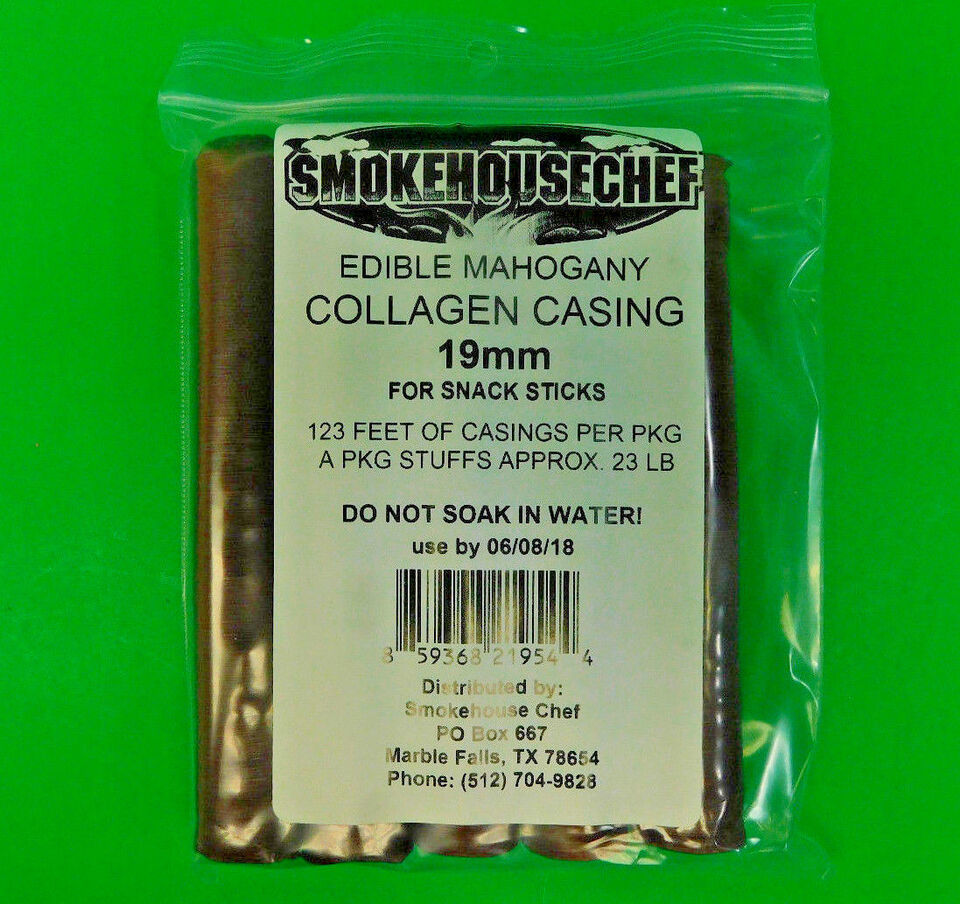 SMOKEHOUSECHEF
EDIBLE MAHOGANY
COLLAGEN CASING
19mm
FOR SNACK STICKS
123 FEET OF CASINGS PER PKG
A PKG STUFFS APPROX. 23 LB
DO NOT SOAK IN WATER!
use by 06/08/18
8 59368 21954 4
Distributed by:
Smokehouse Chef
PO Box 667
Marble Falls, TX 78654
Phone: (512) 704-9828